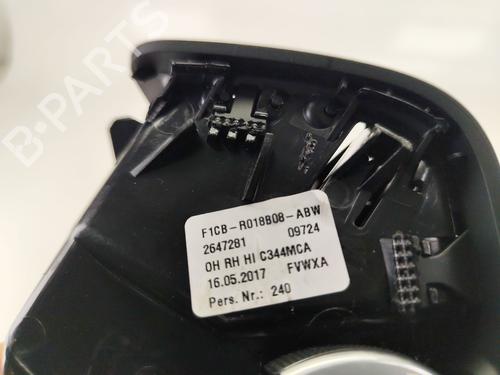 B-PARTS
F1CB-R018B08-ABW
2647281 09724
OH RH HI C344MCA
16.05.2017 FVWXA
Pers. Nr.: 240